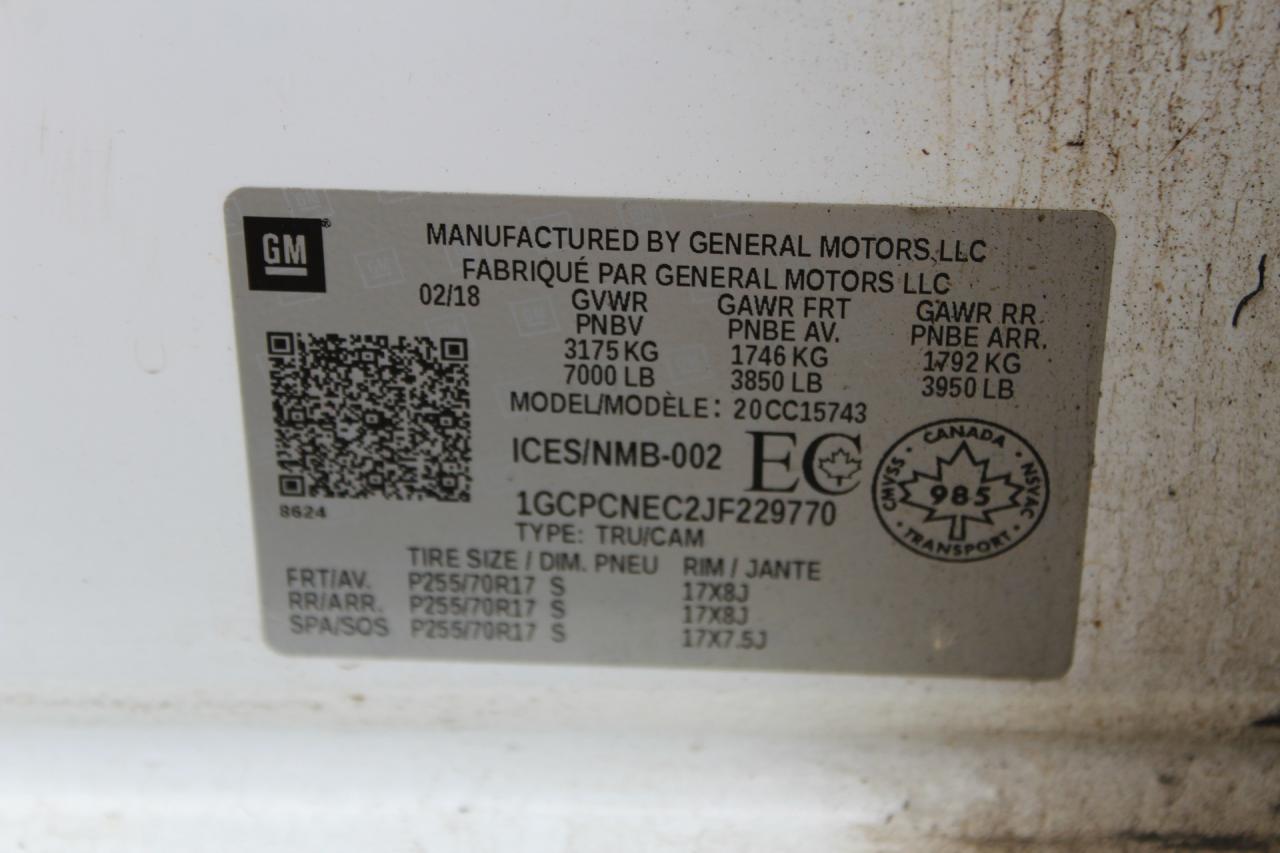 GM
MANUFACTURED BY GENERAL MOTORS LLC
FABRIQUÉ PAR GENERAL MOTORS LLC
02/18 GVWR GAWR FRT GAWR RR.
PNBV PNBE AV. PNBE ARR.
3175 KG 1746 KG 1792 KG
7000 LB 3850 LB 3950 LB
MODEL/MODÈLE: 20CC15743
ICES/NMB-002 EC
CANADA
CMVSS 985 NSVAC
TRANSPORT
8624
1GCPCNEC2JF229770
TYPE: TRU/CAM
TIRE SIZE / DIM. PNEU RIM / JANTE
FRT/AV. P255/70R17 S 17X8J
RR/ARR. P255/70R17 S 17X8J
SPA/SOS P255/70R17 S 17X7.5J